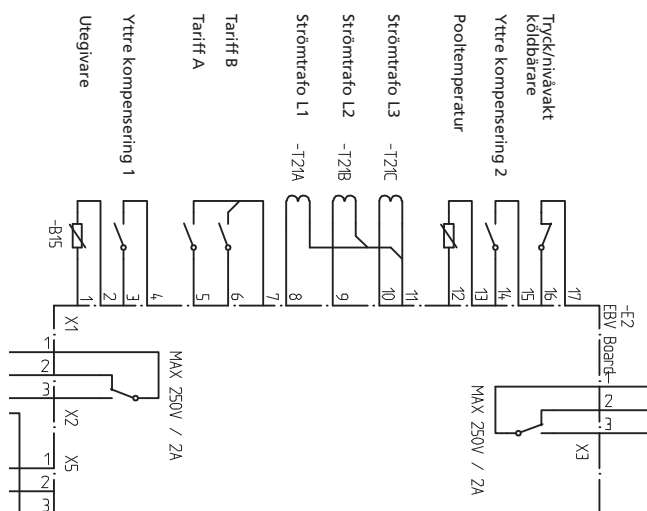 Utegivare
Yttre kompensering 1
Tariff A
Tariff B
Strömtrafo L1
Strömtrafo L2
Strömtrafo L3
Pooltemperatur
Yttre kompensering 2
Tryck/nivåvakt
köldbärare
-T21A
-T21B
-T21C
-B15
1
2
3
4
5
6
7
8
9
10
11
12
13
14
15
16
17
-E2
EBV Board
X1
1
2
3
MAX 250V / 2A
X2
X5
1
2
3
MAX 250V / 2A
1
2
3
X3